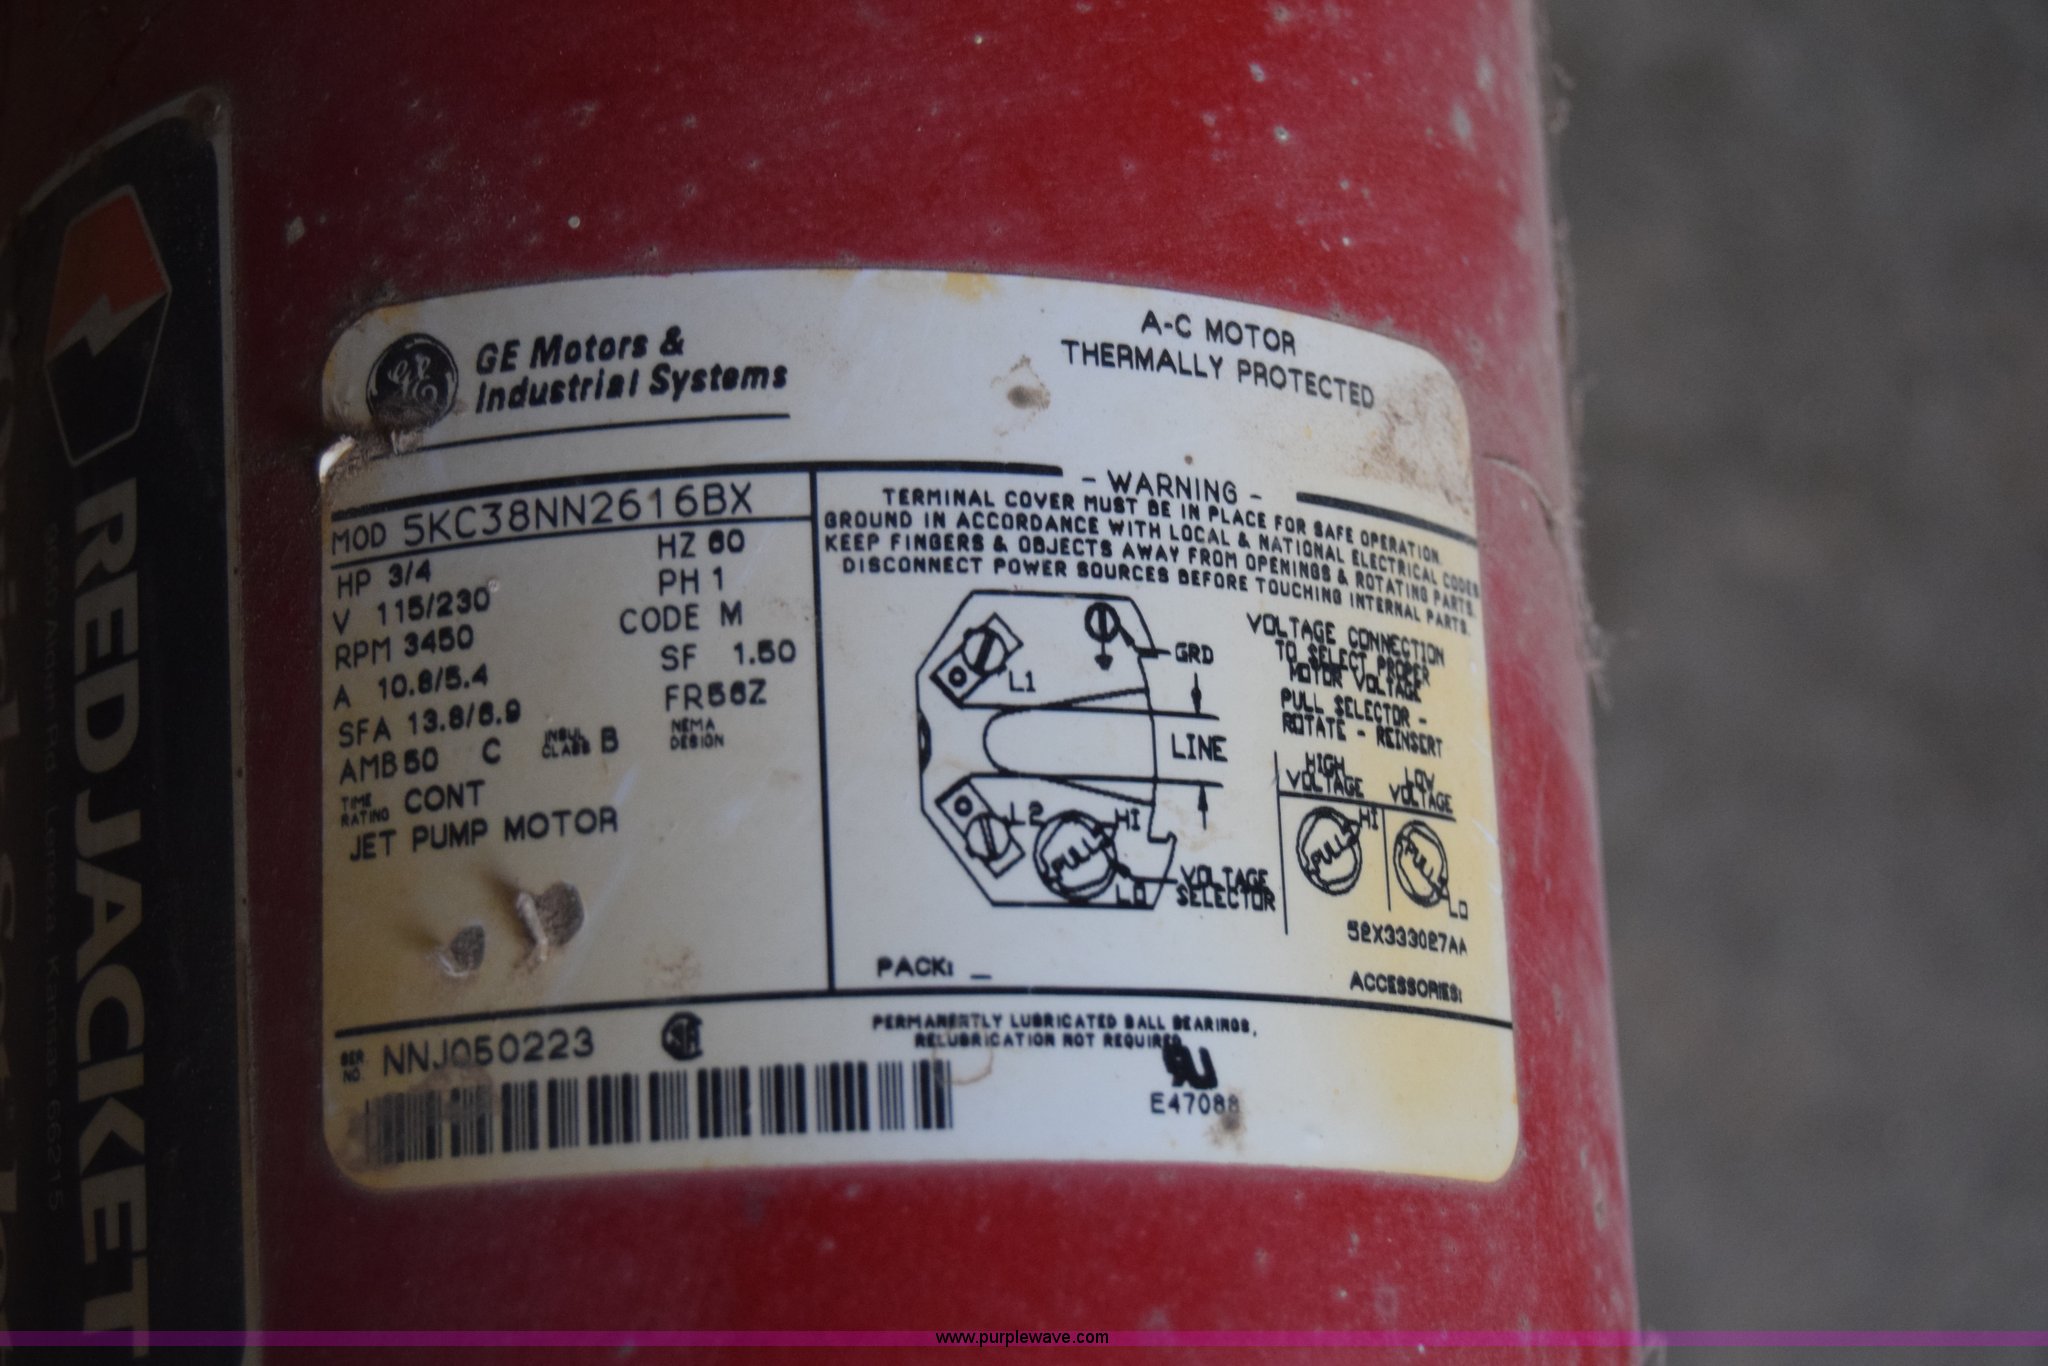 GE Motors &
Industrial Systems
A-C MOTOR
THERMALLY PROTECTED
MOD 5KC38NN2616BX
HP 3/4
HZ 60
V 115/230
PH 1
RPM 3450
CODE M
A 10.8/5.4
SF 1.50
SFA 13.8/6.9
FR56Z
AMB50 C
INSUL
CLASS B
NEMA
DESIGN
TIME
RATING CONT
JET PUMP MOTOR
- WARNING -
TERMINAL COVER MUST BE IN PLACE FOR SAFE OPERATION.
GROUND IN ACCORDANCE WITH LOCAL & NATIONAL ELECTRICAL CODES
KEEP FINGERS & OBJECTS AWAY FROM OPENINGS & ROTATING PARTS.
DISCONNECT POWER SOURCES BEFORE TOUCHING INTERNAL PARTS.
GRD
L1
LINE
L2
HI
PULL
LO
VOLTAGE
SELECTOR
VOLTAGE CONNECTION
TO SELECT PROPER
MOTOR VOLTAGE
PULL SELECTOR -
ROTATE - REINSERT
HIGH
VOLTAGE
LOW
VOLTAGE
HI
PULL
PULL
LO
52X333027AA
PACK: _
ACCESSORIES:
SER
NO. NNJQ50223
PERMANENTLY LUBRICATED BALL BEARINGS,
RELUBRICATION NOT REQUIRED
E47088
RED JACKET
Lenexa Kansas 66215
www.purplewave.com